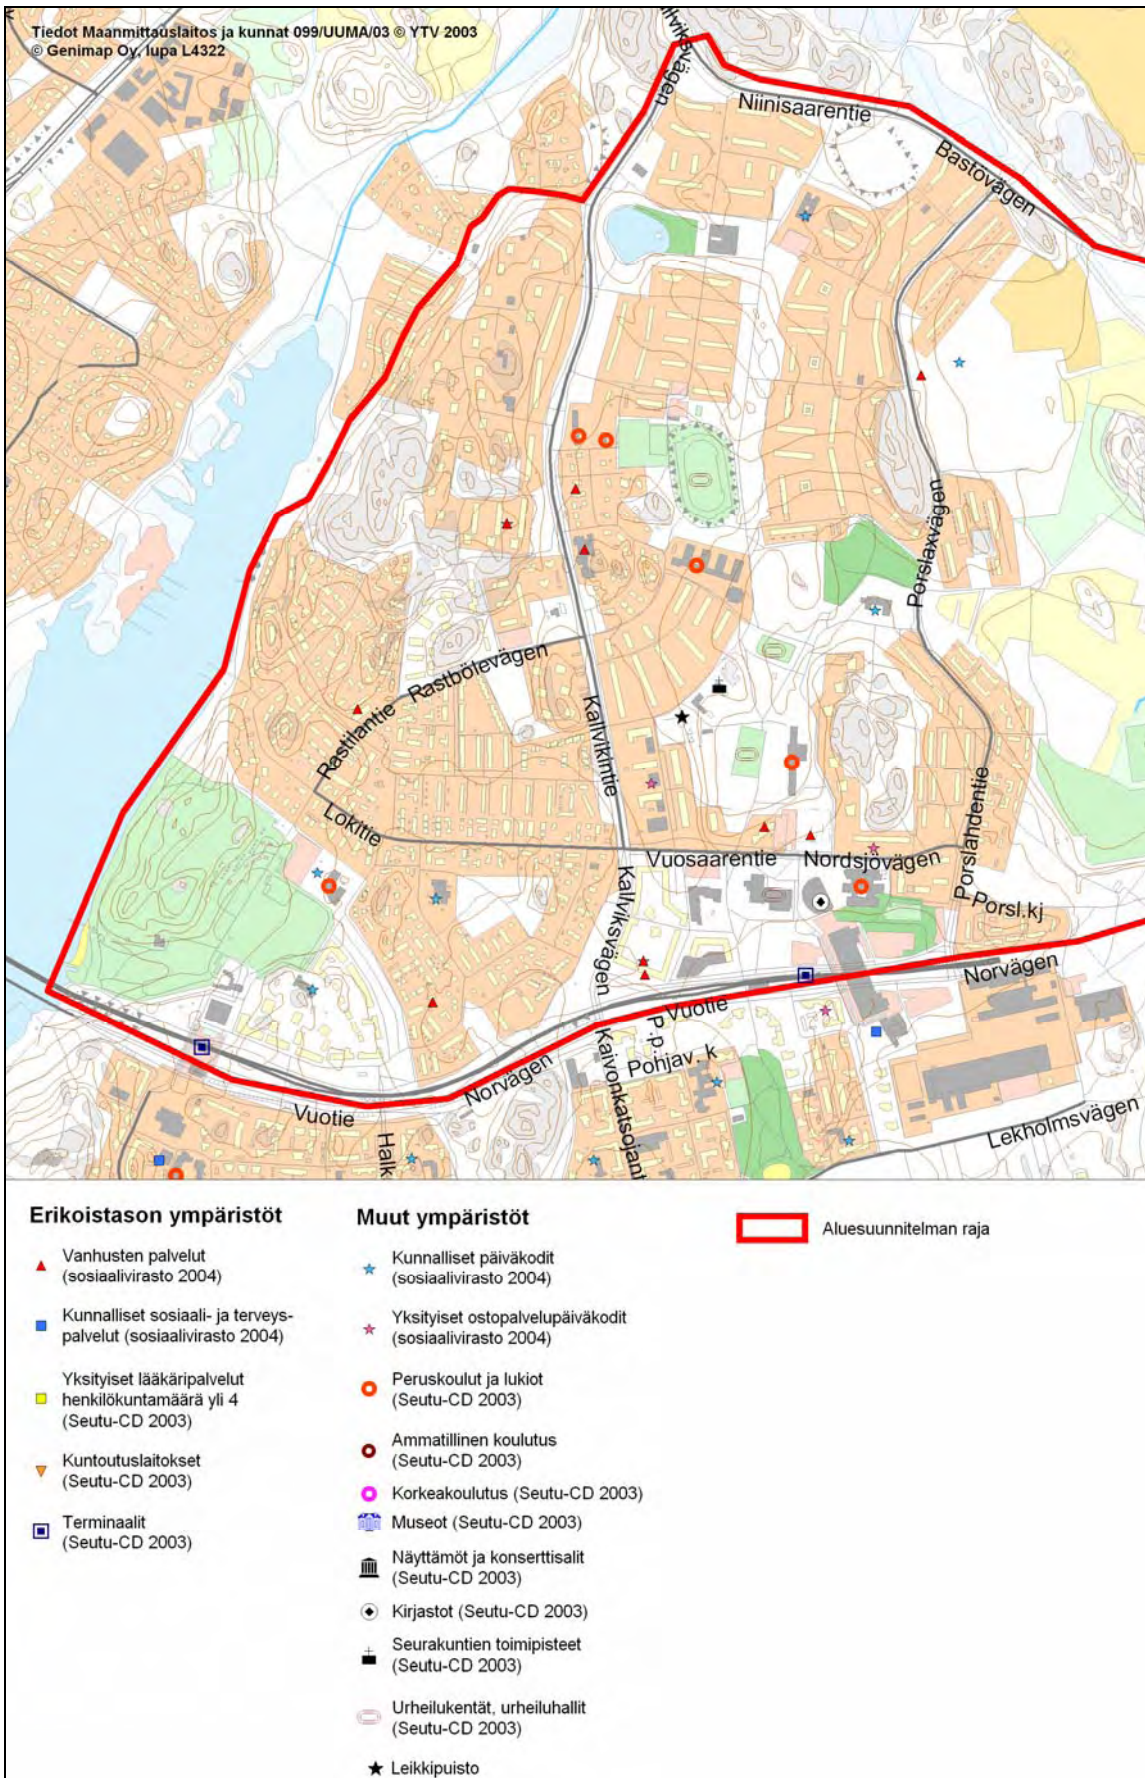 Tiedot Maanmittauslaitos ja kunnat 099/UUMA/03 © YTV 2003
© Genimap Oy, lupa L4322
Niinisaarentie
Bastövägen
Porslaxvägen
Rastbölevägen
Rastilantie
Kallvikintie
Lokitie
Vuosaarentie
Nordsjövägen
Porslahdentie
Porsl.kj
Kallviksvägen
Norvägen
Vuotie
P.p.
Pohjav. k
Kaivonkatsojant
Norvägen
Vuotie
Halk
Lekholmsvägen
Erikoistason ympäristöt
Vanhusten palvelut
(sosiaalivirasto 2004)
Kunnalliset sosiaali- ja terveys-
palvelut (sosiaalivirasto 2004)
Yksityiset lääkäripalvelut
henkilökuntamäärä yli 4
(Seutu-CD 2003)
Kuntoutuslaitokset
(Seutu-CD 2003)
Terminaalit
(Seutu-CD 2003)
Muut ympäristöt
Kunnalliset päiväkodit
(sosiaalivirasto 2004)
Yksityiset ostopalvelupäiväkodit
(sosiaalivirasto 2004)
Peruskoulut ja lukiot
(Seutu-CD 2003)
Ammatillinen koulutus
(Seutu-CD 2003)
Korkeakoulutus (Seutu-CD 2003)
Museot (Seutu-CD 2003)
Näyttämöt ja konserttisalit
(Seutu-CD 2003)
Kirjastot (Seutu-CD 2003)
Seurakuntien toimipisteet
(Seutu-CD 2003)
Urheilukentät, urheiluhallit
(Seutu-CD 2003)
Leikkipuisto
Aluesuunnitelman raja